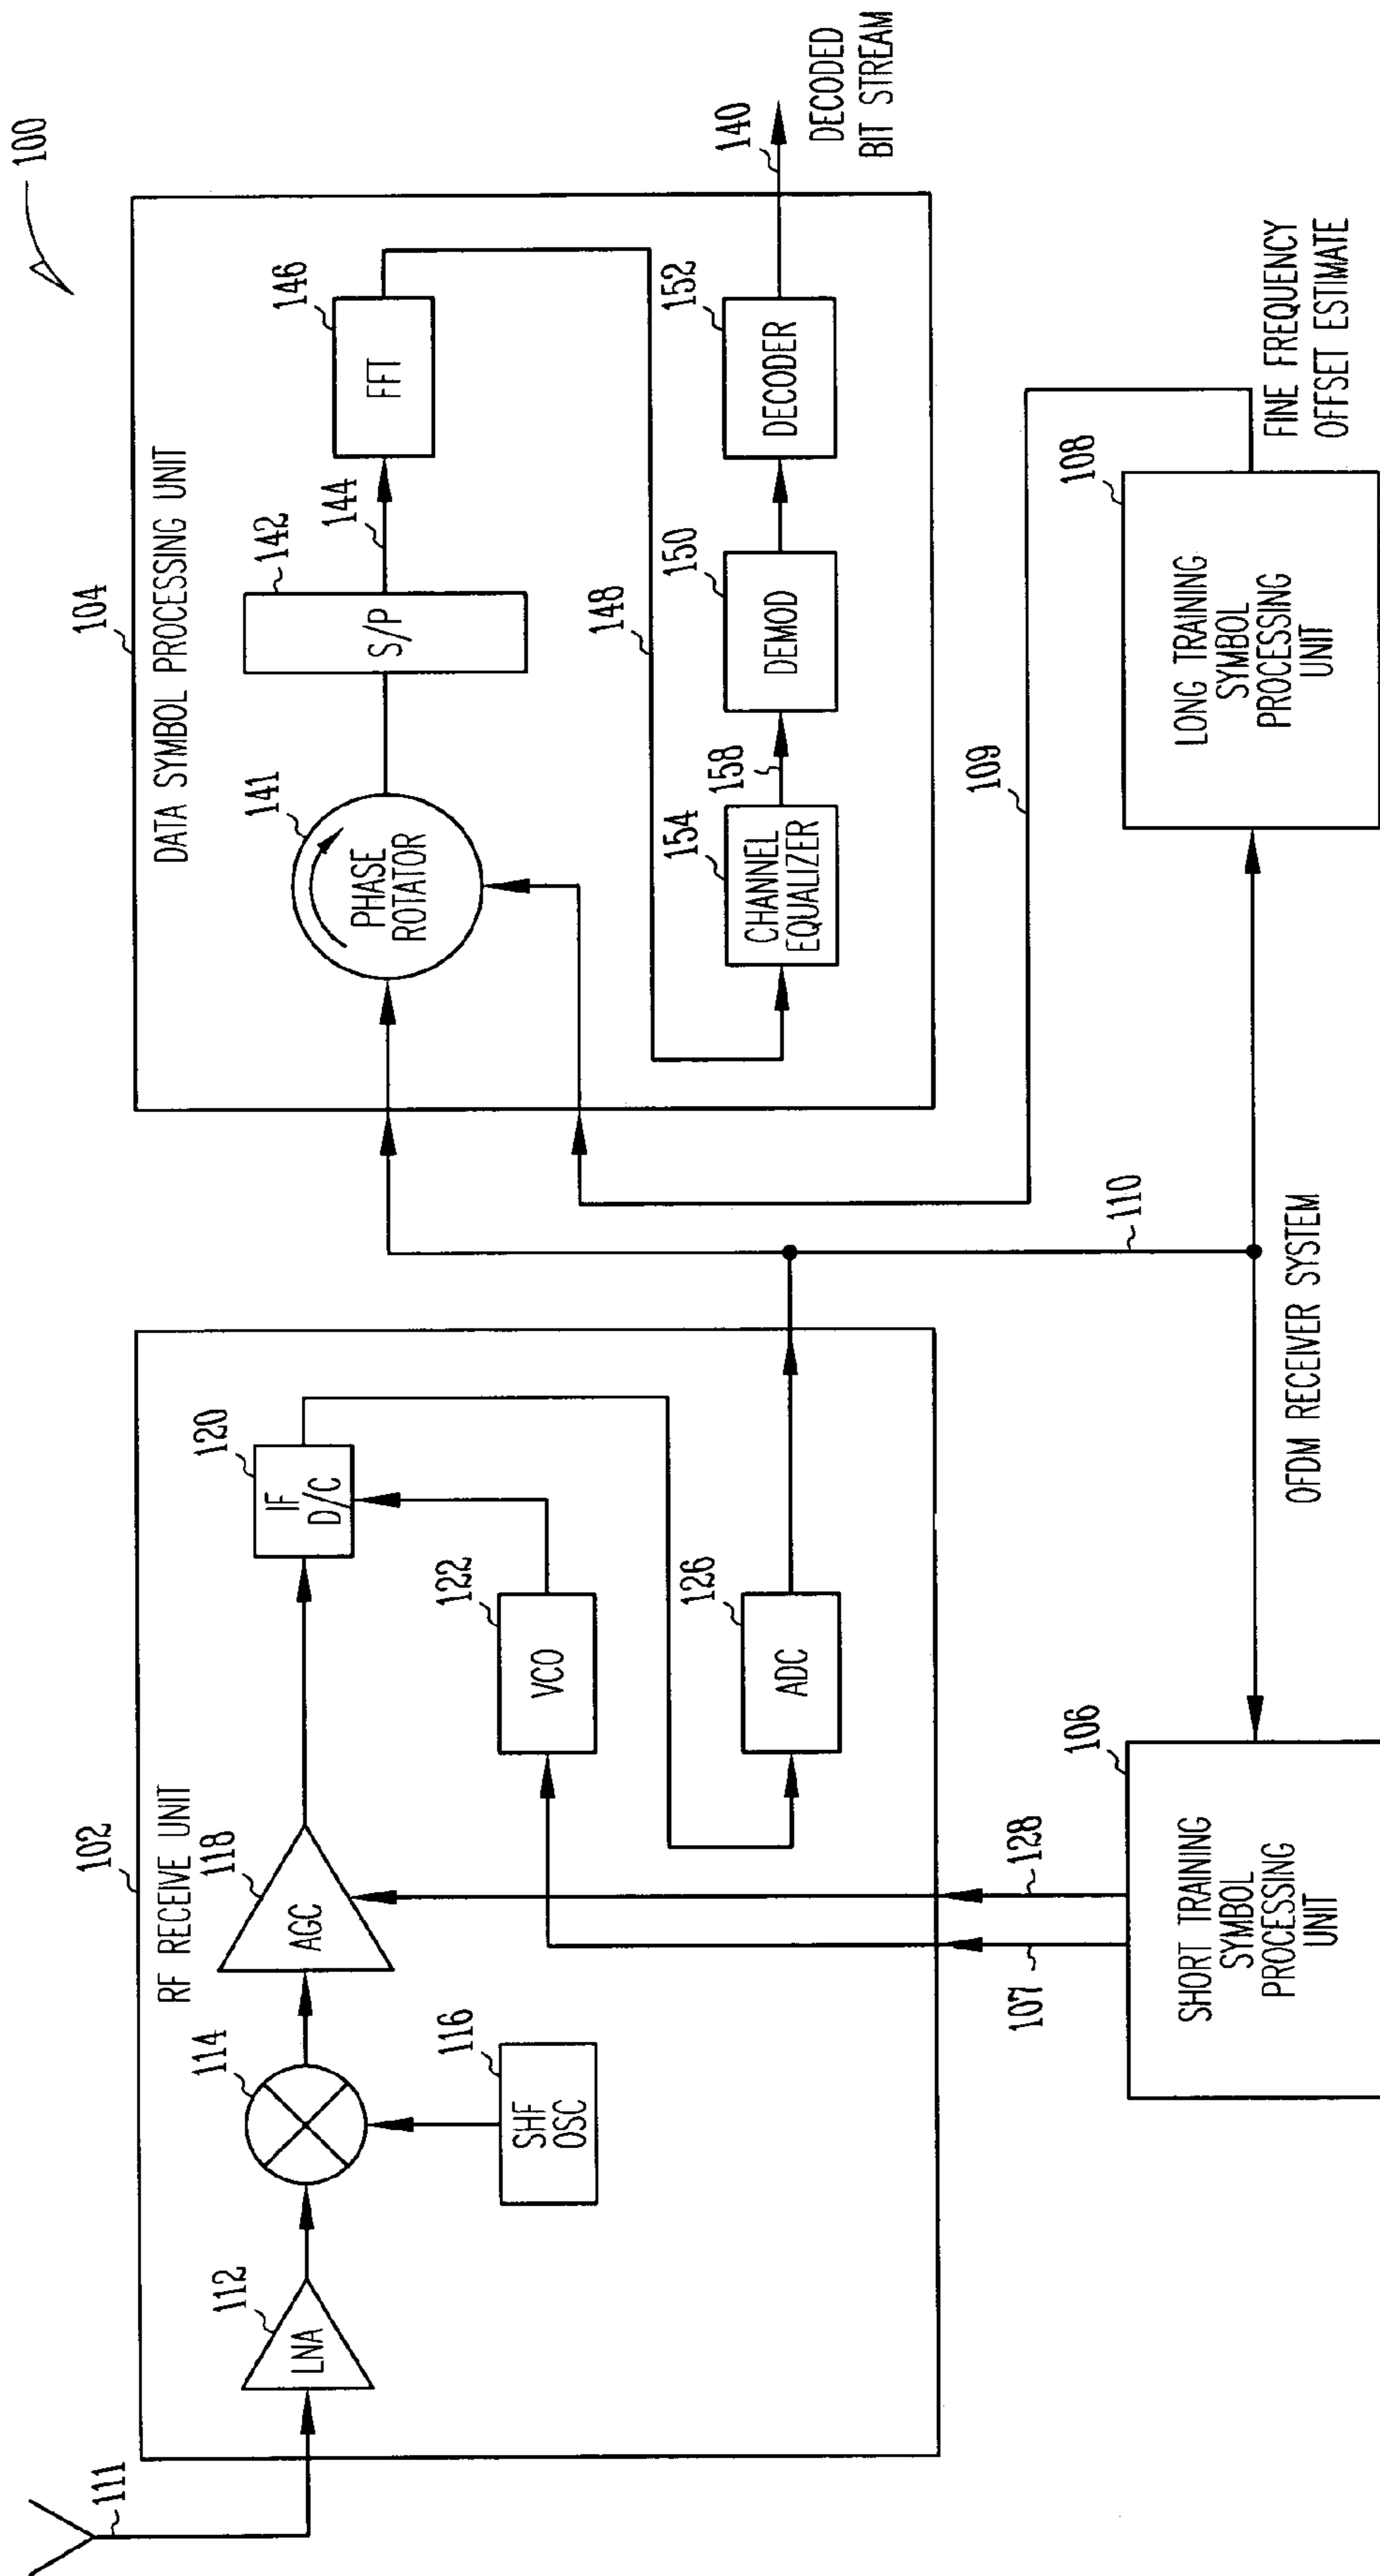 100
102
RF RECEIVE UNIT
111
112
LNA
114
116
SHF
OSC
118
AGC
120
IF
D/C
122
VCO
126
ADC
104
DATA SYMBOL PROCESSING UNIT
141
PHASE
ROTATOR
142
S/P
144
146
FFT
148
154
CHANNEL
EQUALIZER
158
150
DEMOD
152
DECODER
140
DECODED
BIT STREAM
107
128
106
SHORT TRAINING
SYMBOL
PROCESSING
UNIT
110
109
108
LONG TRAINING
SYMBOL
PROCESSING
UNIT
FINE FREQUENCY
OFFSET ESTIMATE
OFDM RECEIVER SYSTEM